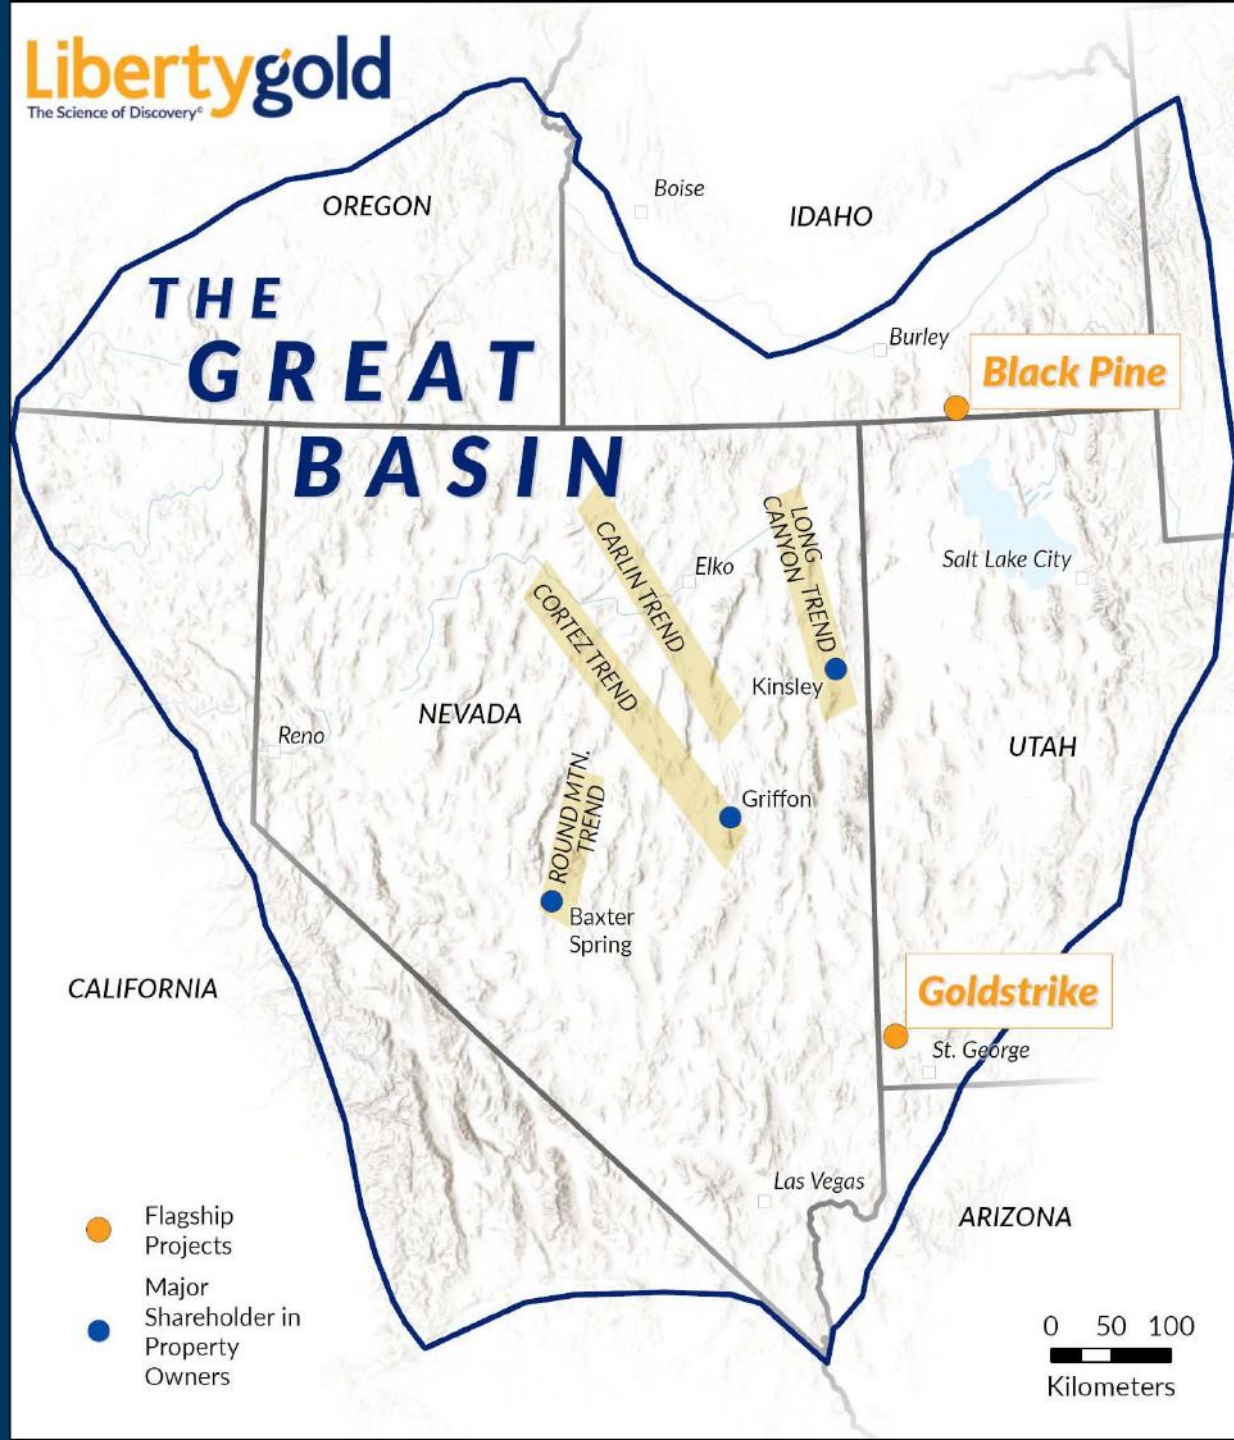 Libertygold
The Science of Discovery©
OREGON
Boise
IDAHO
THE
GREAT
BASIN
Burley
Black Pine
CARLIN TREND
LONG
CANYON TREND
Elko
Salt Lake City
CORTEZ TREND
Kinsley
NEVADA
Reno
UTAH
ROUND MTN.
TREND
Griffon
Baxter
Spring
CALIFORNIA
Goldstrike
St. George
Las Vegas
ARIZONA
Flagship
Projects
Major
Shareholder in
Property
Owners
0 50 100
Kilometers